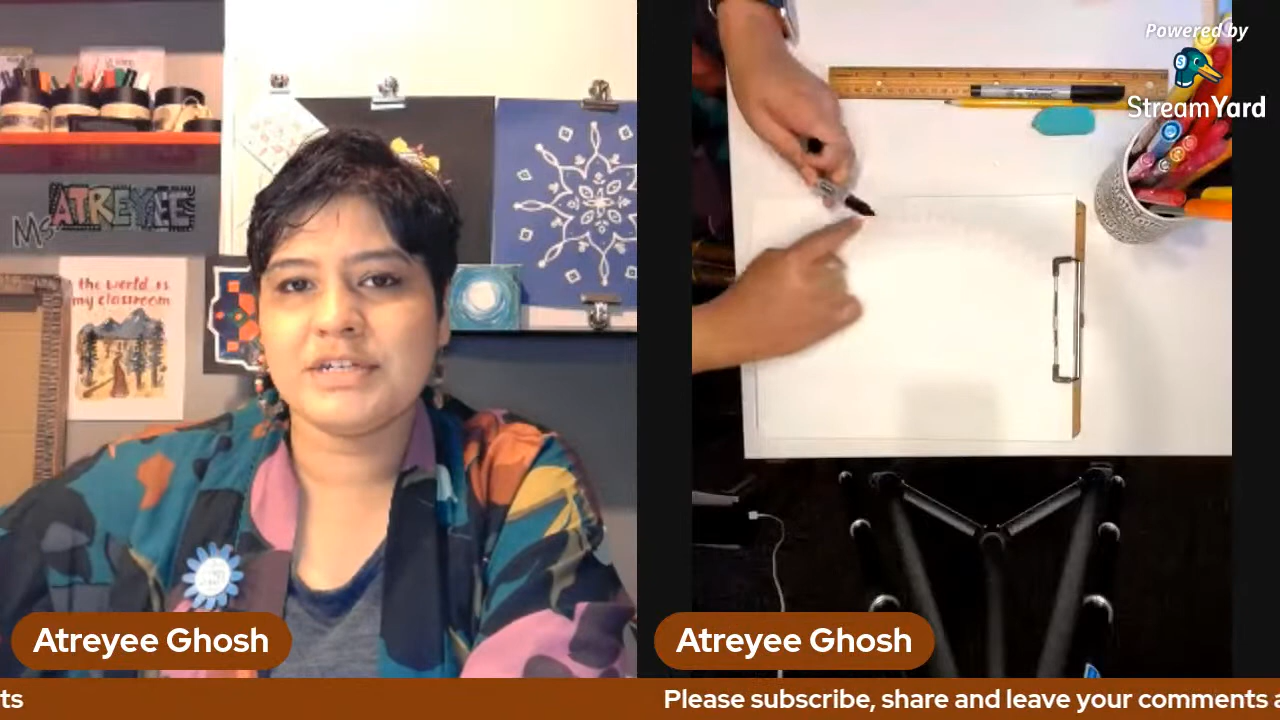 Powered by
StreamYard
Ms
ATREYEE
the world is
my classroom
Atreyee Ghosh
Atreyee Ghosh
ts
Please subscribe, share and leave your comments a